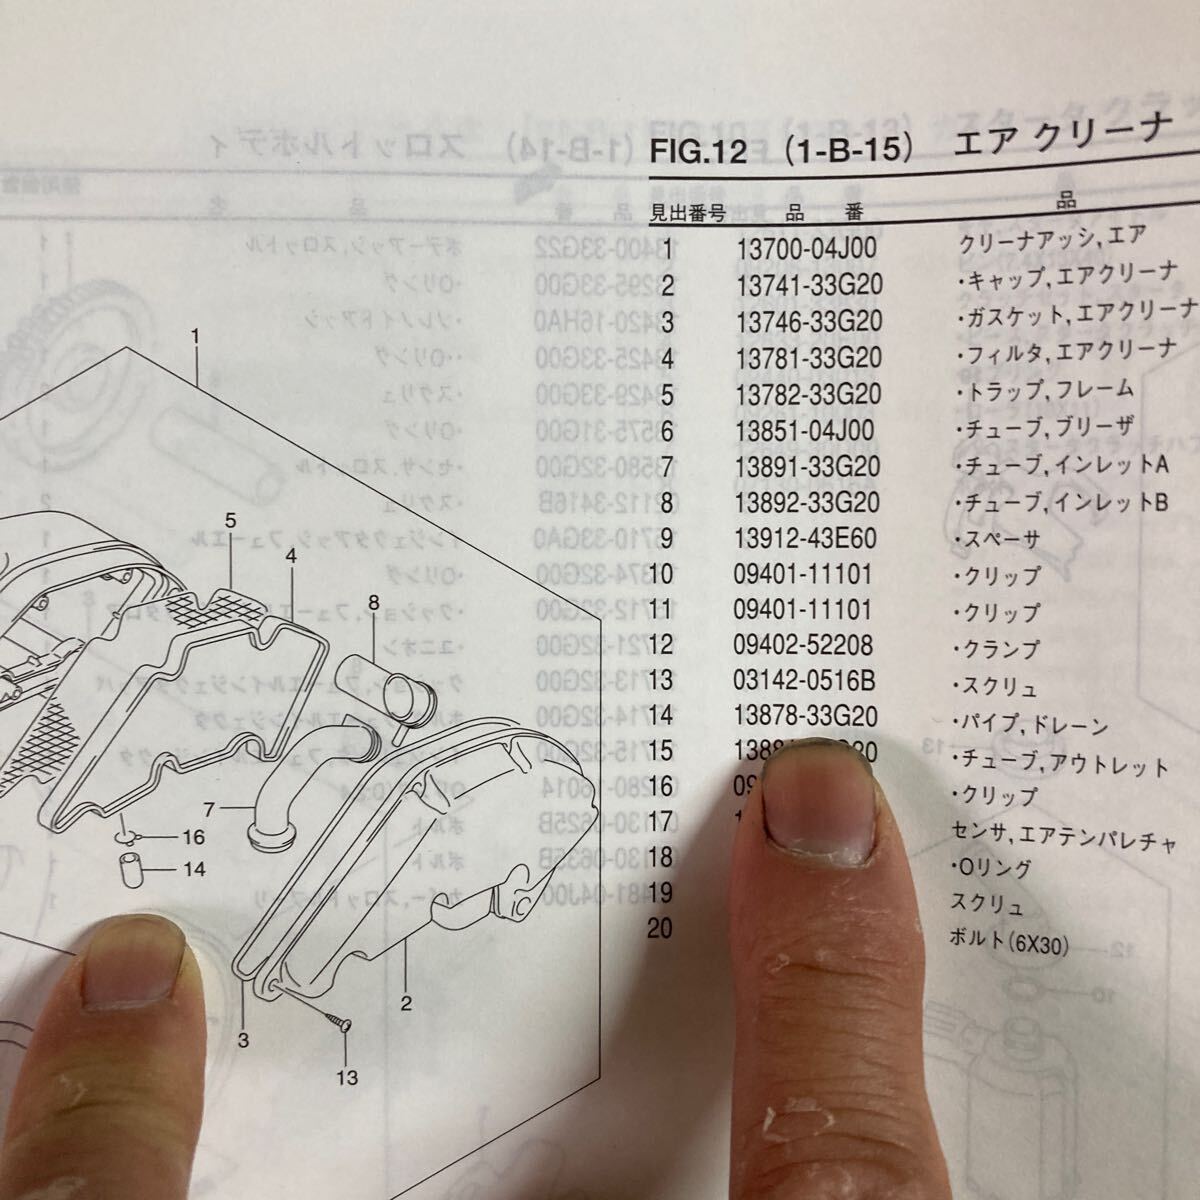 FIG.12 (1-B-15) エア クリーナ
見出番号 品 番 品
1 13700-04J00 クリーナアッシ,エア
2 13741-33G20 ・キャップ,エアクリーナ
3 13746-33G20 ・ガスケット,エアクリーナ
4 13781-33G20 ・フィルタ,エアクリーナ
5 13782-33G20 ・トラップ,フレーム
6 13851-04J00 ・チューブ,ブリーザ
7 13891-33G20 ・チューブ,インレットA
8 13892-33G20 ・チューブ,インレットB
9 13912-43E60 ・スペーサ
10 09401-11101 ・クリップ
11 09401-11101 ・クリップ
12 09402-52208 ・クランプ
13 03142-0516B ・スクリュ
14 13878-33G20 ・パイプ,ドレーン
15 ・チューブ,アウトレット
16 ・クリップ
17 センサ,エアテンパレチャ
18 ・Oリング
19 スクリュ
20 ボルト(6X30)
1
5
4
8
7
16
14
2
3
13